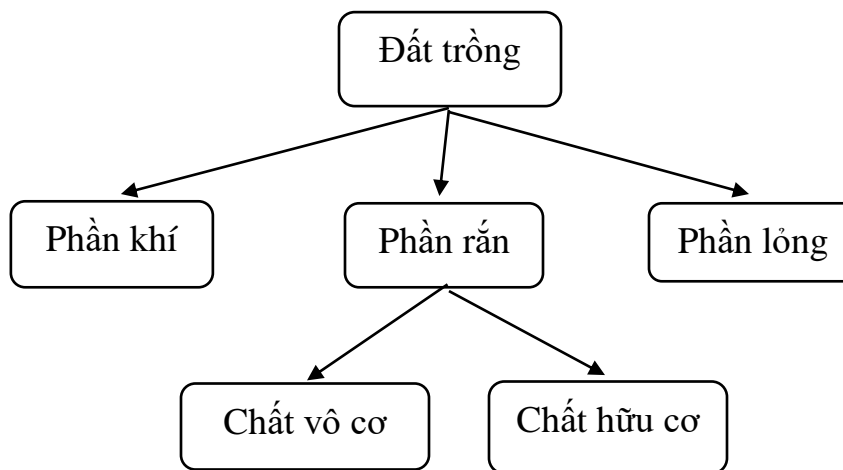 Đất trồng
Phần khí
Phần rắn
Phần lỏng
Chất vô cơ
Chất hữu cơ